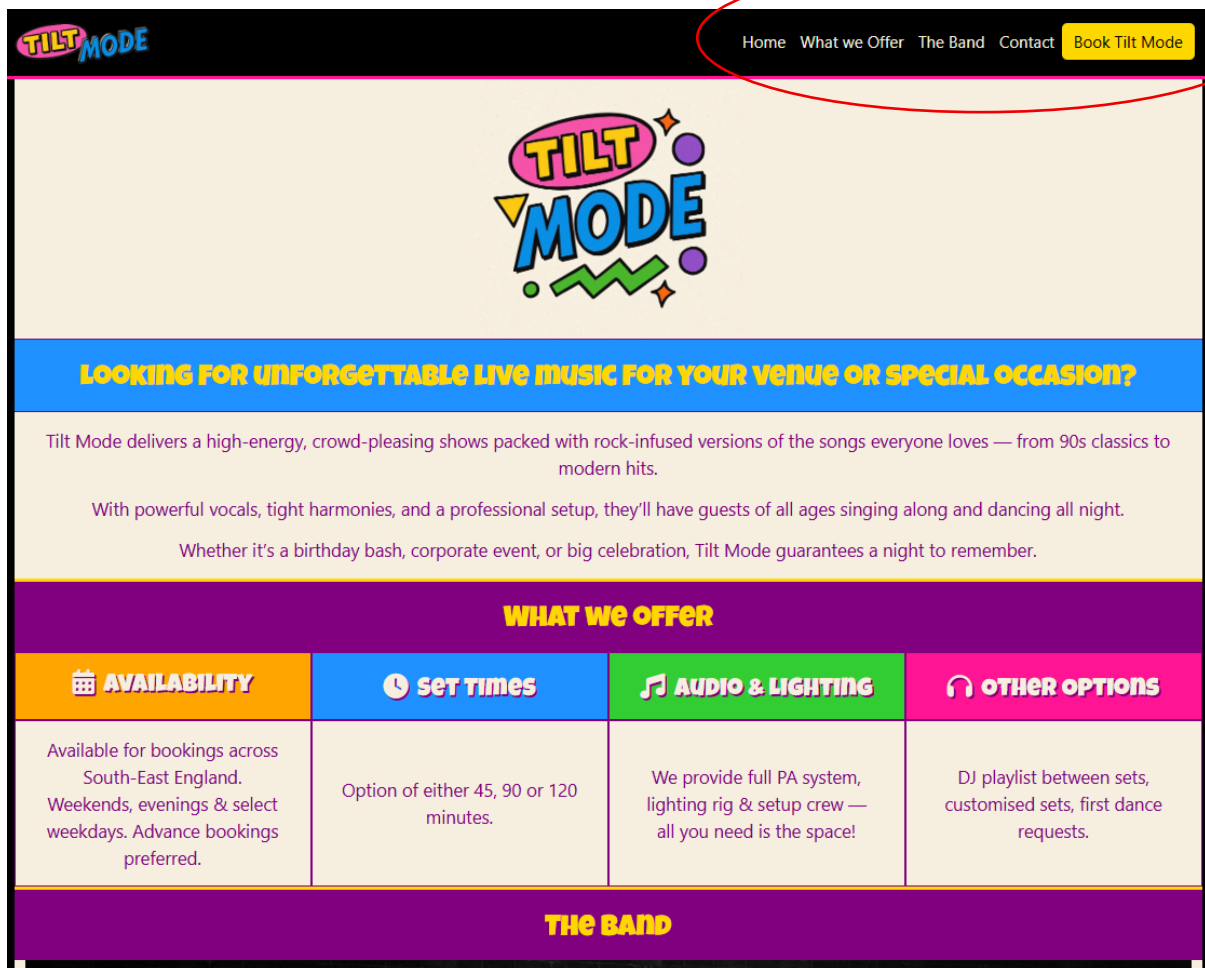 TILT MODE
Home What we Offer The Band Contact Book Tilt Mode
TILT
MODE
LOOKING FOR UNFORGETTABLE LIVE MUSIC FOR YOUR VENUE OR SPECIAL OCCASION?
Tilt Mode delivers a high-energy, crowd-pleasing shows packed with rock-infused versions of the songs everyone loves — from 90s classics to
modern hits.
With powerful vocals, tight harmonies, and a professional setup, they’ll have guests of all ages singing along and dancing all night.
Whether it’s a birthday bash, corporate event, or big celebration, Tilt Mode guarantees a night to remember.
WHAT WE OFFER
AVAILABILITY
Available for bookings across
South-East England.
Weekends, evenings & select
weekdays. Advance bookings
preferred.
SET TIMES
Option of either 45, 90 or 120
minutes.
AUDIO & LIGHTING
We provide full PA system,
lighting rig & setup crew —
all you need is the space!
OTHER OPTIONS
DJ playlist between sets,
customised sets, first dance
requests.
THE BAND